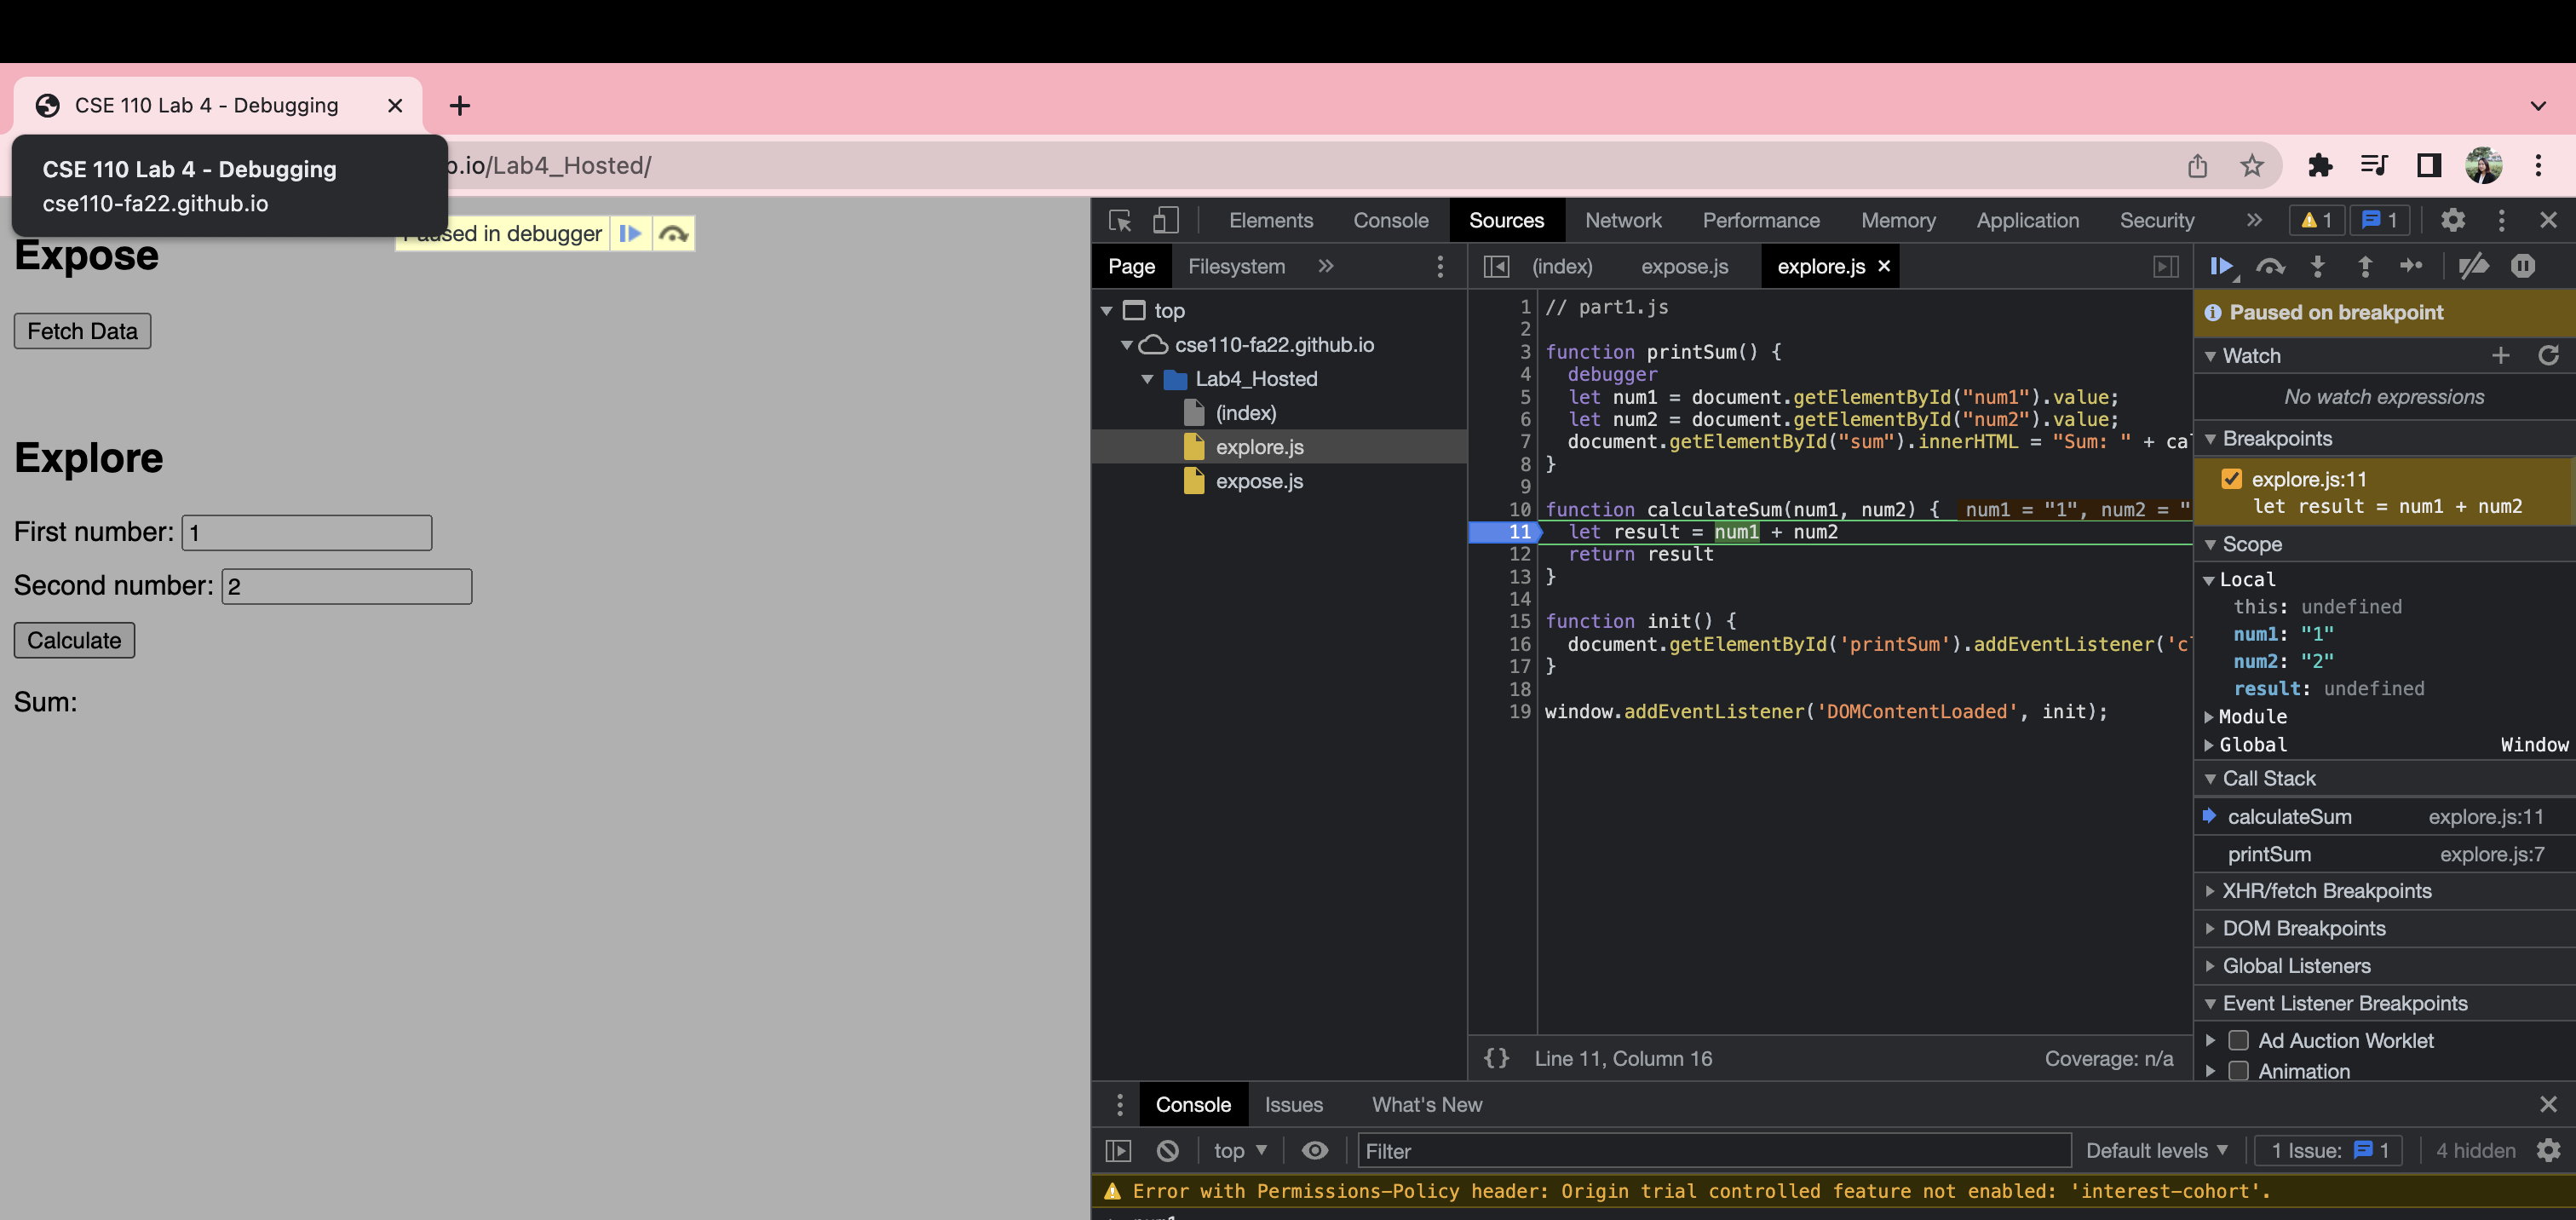 CSE 110 Lab 4 - Debugging
CSE 110 Lab 4 - Debugging
cse110-fa22.github.io
.io/Lab4_Hosted/
in debugger
Expose
Fetch Data
Explore
First number: 1
Second number: 2
Calculate
Sum:
Elements Console Sources Network Performance Memory Application Security 1 1
Page Filesystem
top
cse110-fa22.github.io
Lab4_Hosted
(index)
explore.js
expose.js
(index) expose.js explore.js
1 // part1.js
2
3 function printSum() {
4 debugger
5 let num1 = document.getElementById("num1").value;
6 let num2 = document.getElementById("num2").value;
7 document.getElementById("sum").innerHTML = "Sum: " + ca
8 }
9
10 function calculateSum(num1, num2) { num1 = "1", num2 = "
11 let result = num1 + num2
12 return result
13 }
14
15 function init() {
16 document.getElementById('printSum').addEventListener('c
17 }
18
19 window.addEventListener('DOMContentLoaded', init);
{} Line 11, Column 16 Coverage: n/a
Paused on breakpoint
Watch
No watch expressions
Breakpoints
explore.js:11
let result = num1 + num2
Scope
Local
this: undefined
num1: "1"
num2: "2"
result: undefined
Module
Global Window
Call Stack
calculateSum explore.js:11
printSum explore.js:7
XHR/fetch Breakpoints
DOM Breakpoints
Global Listeners
Event Listener Breakpoints
Ad Auction Worklet
Animation
Console Issues What's New
top Filter Default levels 1 Issue: 1 4 hidden
Error with Permissions-Policy header: Origin trial controlled feature not enabled: 'interest-cohort'.